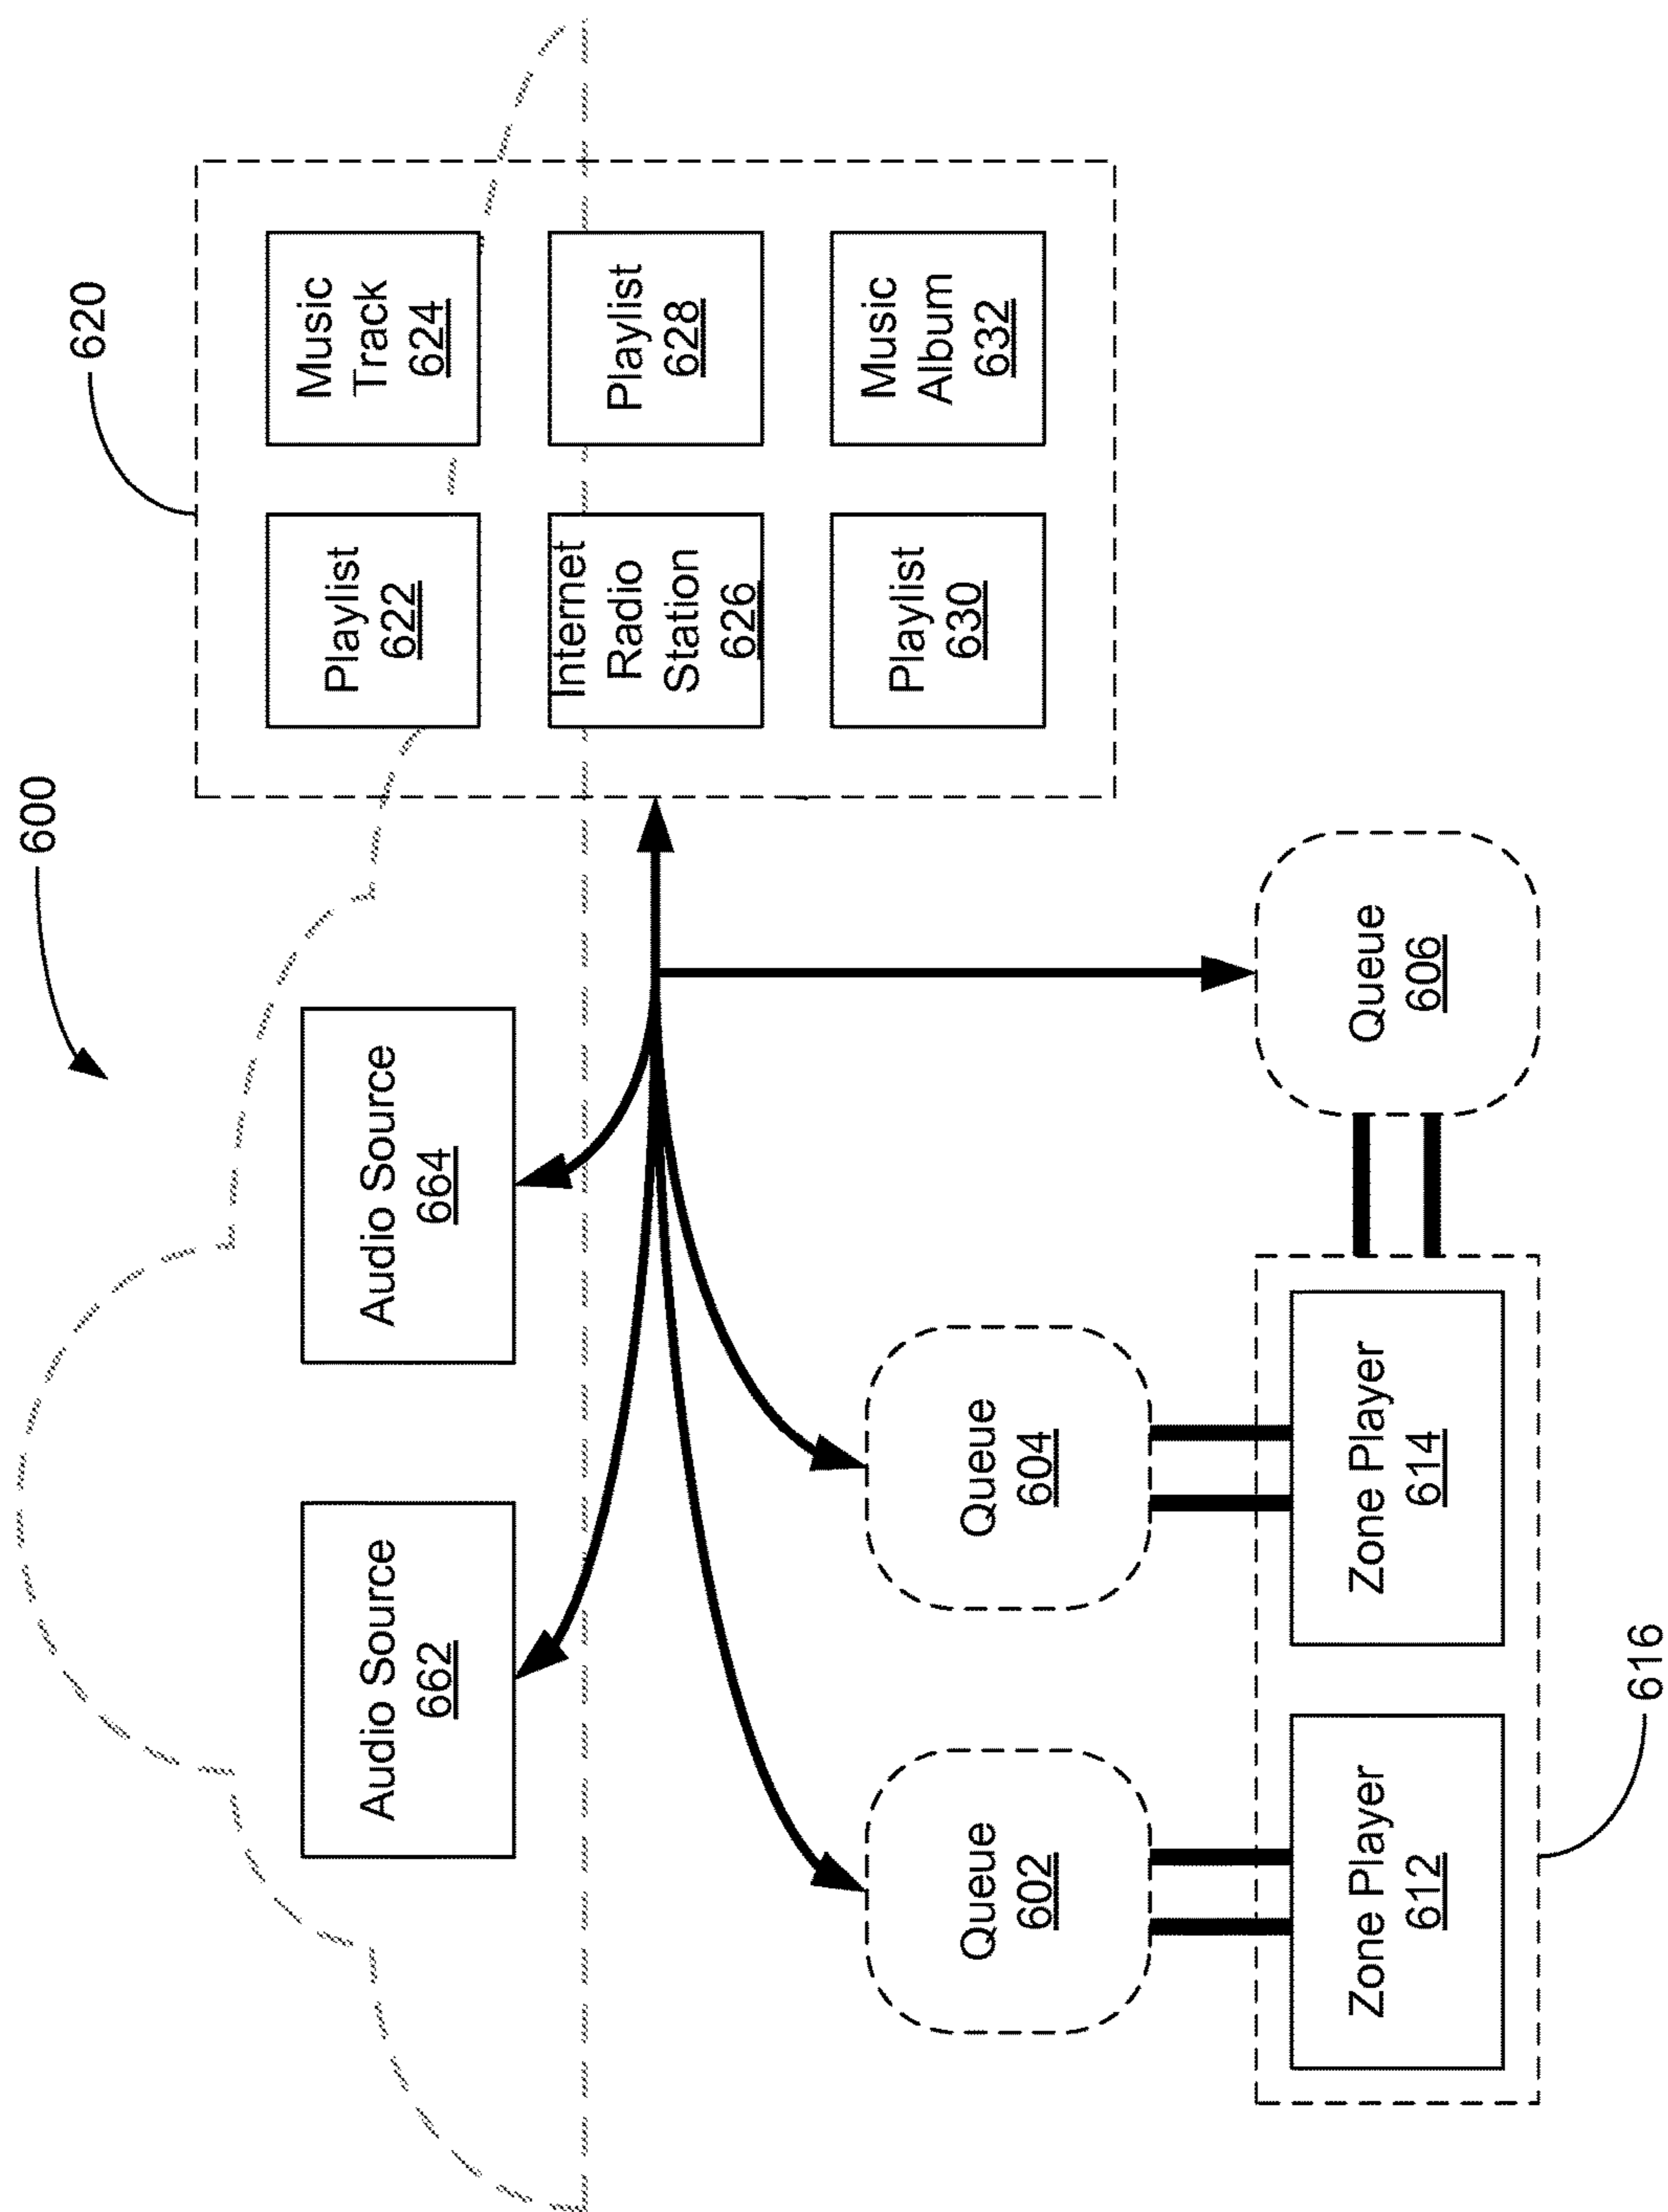 600
620
Audio Source
662
Audio Source
664
Playlist
622
Music
Track
624
Internet
Radio
Station
626
Playlist
628
Playlist
630
Music
Album
632
Queue
602
Queue
604
Queue
606
Zone Player
612
Zone Player
614
616